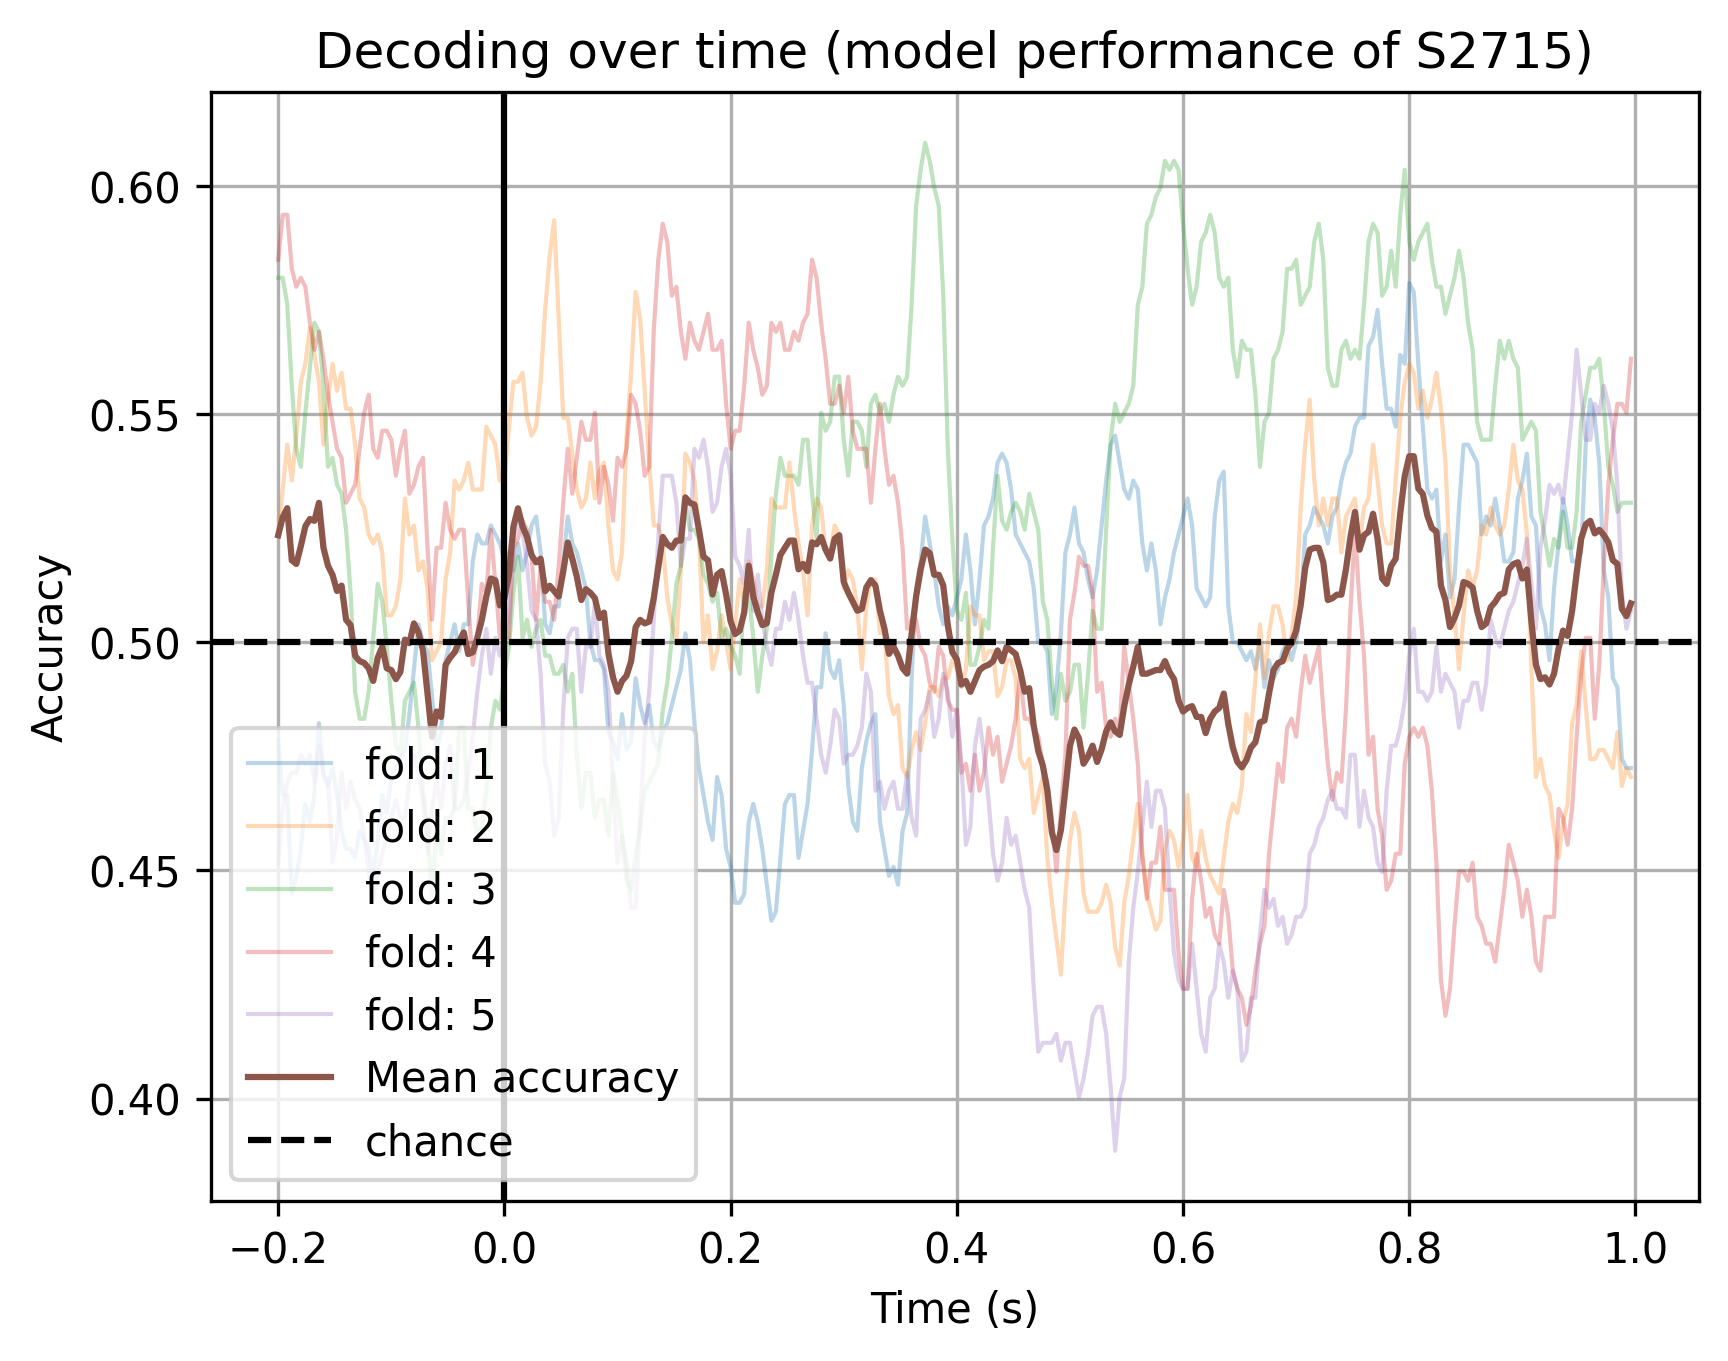 Decoding over time (model performance of S2715)
Accuracy
0.60
0.55
0.50
0.45
0.40
fold: 1
fold: 2
fold: 3
fold: 4
fold: 5
Mean accuracy
chance
−0.2 0.0 0.2 0.4 0.6 0.8 1.0
Time (s)